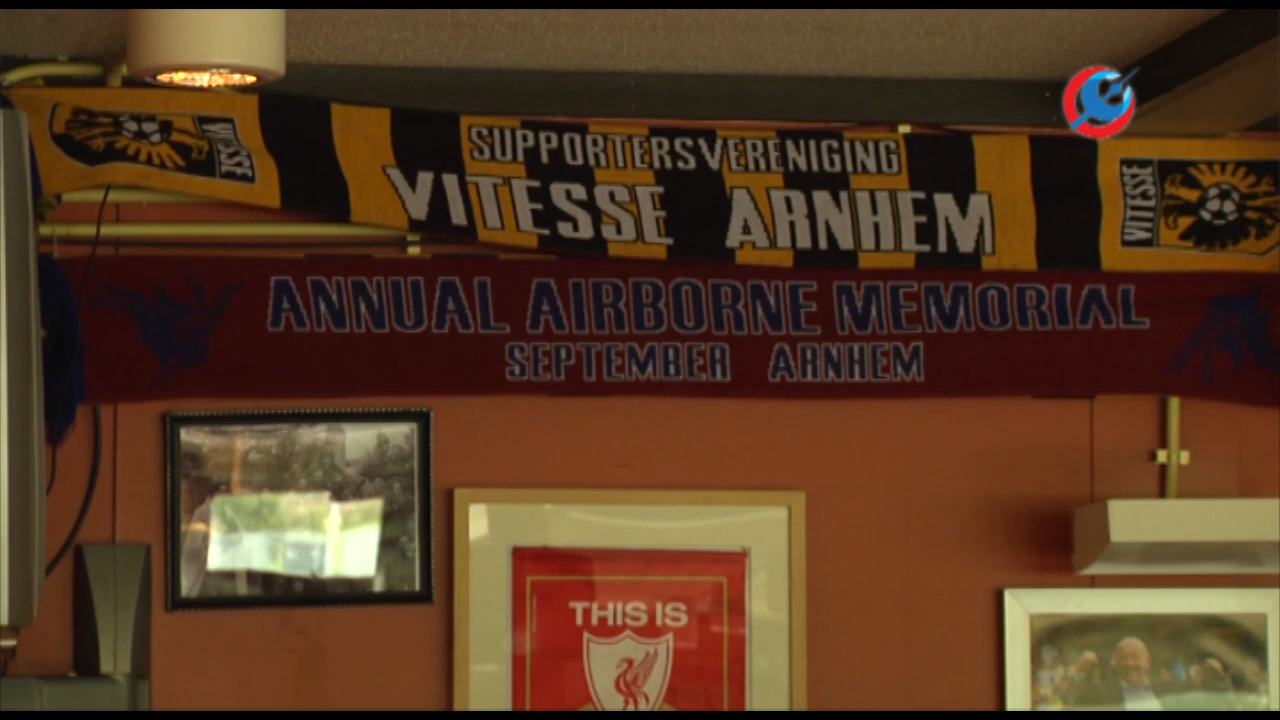 VITESSE
SUPPORTERSVERENIGING
VITESSE ARNHEM
VITESSE
ANNUAL AIRBORNE MEMORIAL
SEPTEMBER ARNHEM
THIS IS